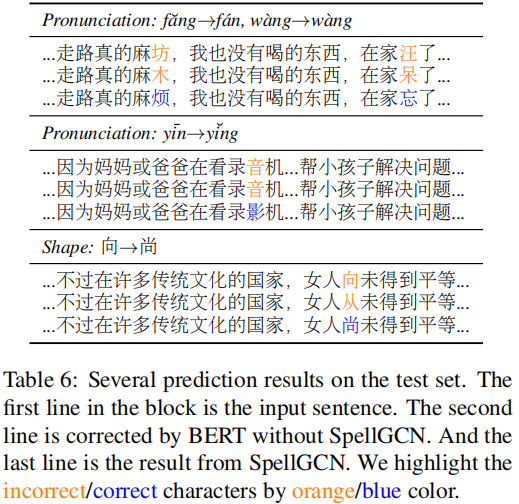 Pronunciation: fǎng→fán, wàng→wàng
...走路真的麻坊，我也没有喝的东西，在家汪了...
...走路真的麻木，我也没有喝的东西，在家呆了...
...走路真的麻烦，我也没有喝的东西，在家忘了...
Pronunciation: yīn→yǐng
...因为妈妈或爸爸在看录音机...帮小孩子解决问题...
...因为妈妈或爸爸在看录音机...帮小孩子解决问题...
...因为妈妈或爸爸在看录影机...帮小孩子解决问题...
Shape: 向→尚
...不过在许多传统文化的国家，女人向未得到平等...
...不过在许多传统文化的国家，女人从未得到平等...
...不过在许多传统文化的国家，女人尚未得到平等...
Table 6: Several prediction results on the test set. The
first line in the block is the input sentence. The second
line is corrected by BERT without SpellGCN. And the
last line is the result from SpellGCN. We highlight the
incorrect/correct characters by orange/blue color.